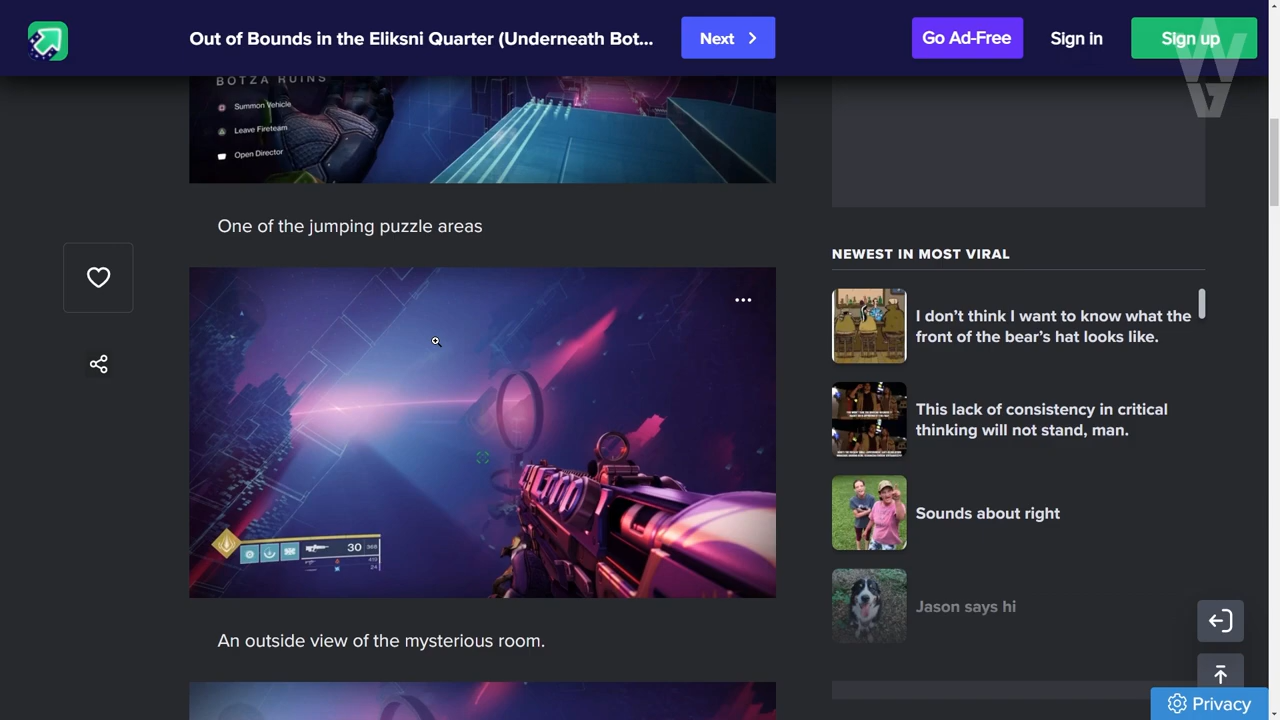 Out of Bounds in the Eliksni Quarter (Underneath Bot...
Next
Go Ad-Free
Sign in
Sign up
BOTZA RUINS
Summon Vehicle
Leave Fireteam
Open Director
One of the jumping puzzle areas
30 368
24
An outside view of the mysterious room.
NEWEST IN MOST VIRAL
I don't think I want to know what the
front of the bear's hat looks like.
This lack of consistency in critical
thinking will not stand, man.
Sounds about right
Jason says hi
Privacy